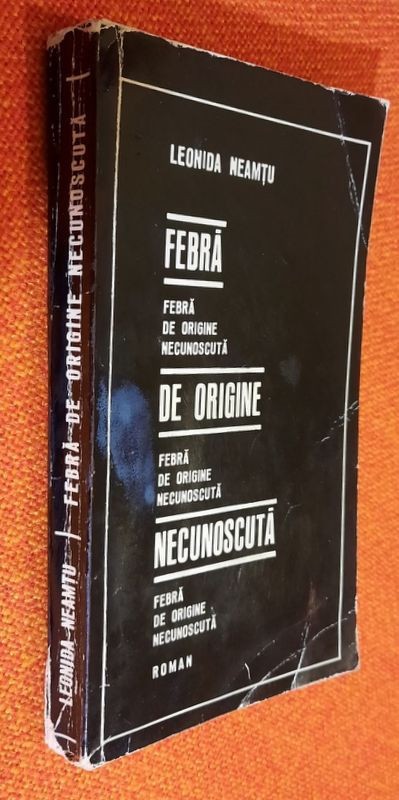 LEONIDA NEAMȚU
FEBRĂ
FEBRĂ
DE ORIGINE
NECUNOSCUTĂ
DE ORIGINE
FEBRĂ
DE ORIGINE
NECUNOSCUTĂ
NECUNOSCUTĂ
FEBRĂ
DE ORIGINE
NECUNOSCUTĂ
ROMAN
LEONIDA NEAMȚU | FEBRĂ DE ORIGINE NECUNOSCUTĂ |